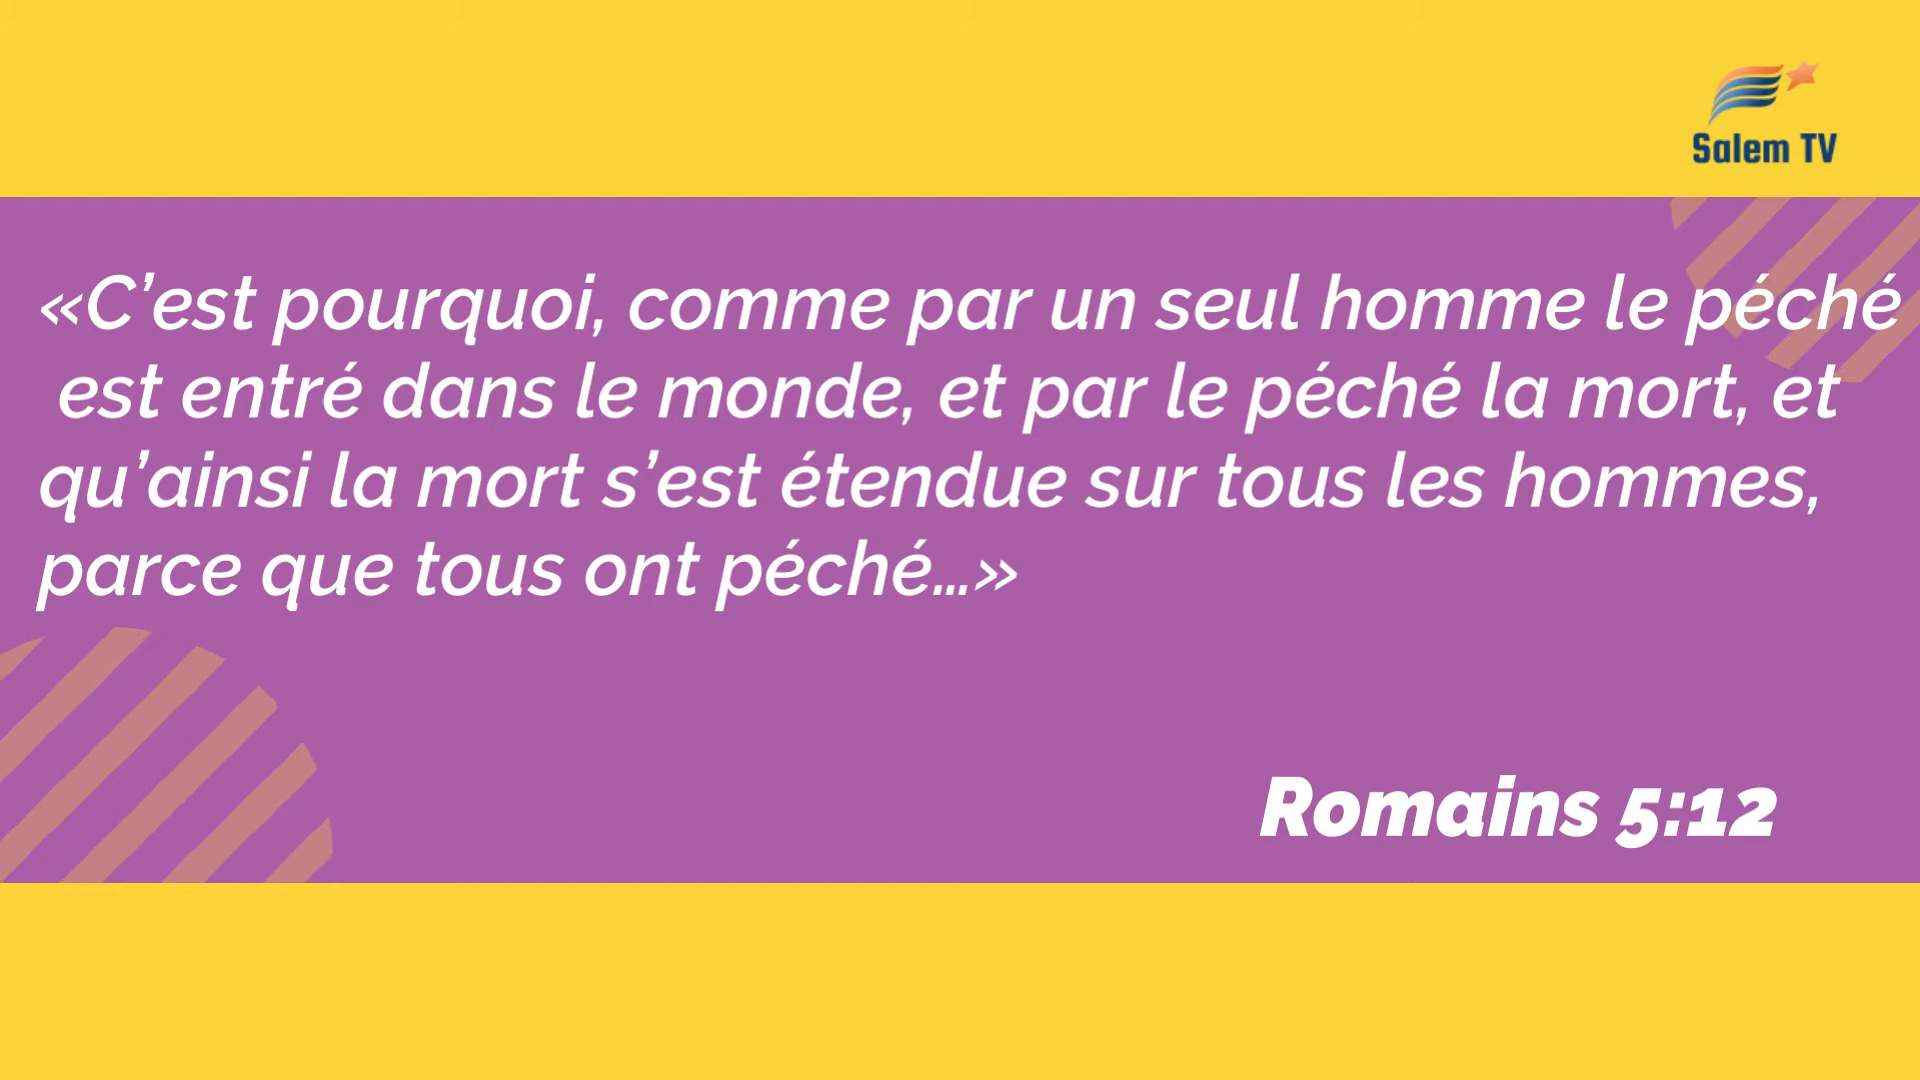 Salem TV
«C’est pourquoi, comme par un seul homme le péché
est entré dans le monde, et par le péché la mort, et
qu’ainsi la mort s’est étendue sur tous les hommes,
parce que tous ont péché…»
Romains 5:12